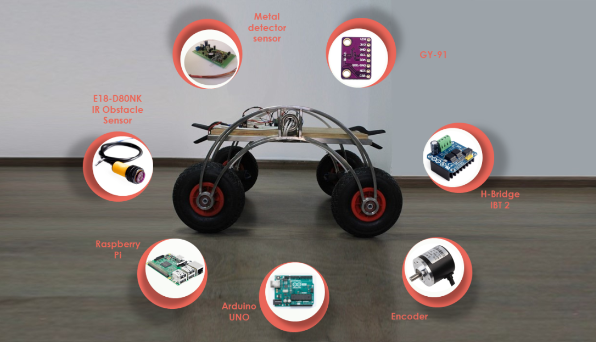 Metal
detector
sensor
GY-91
E18-D80NK
IR Obstacle
Sensor
H-Bridge
IBT 2
Raspberry
PI
Arduino
UNO
Encoder